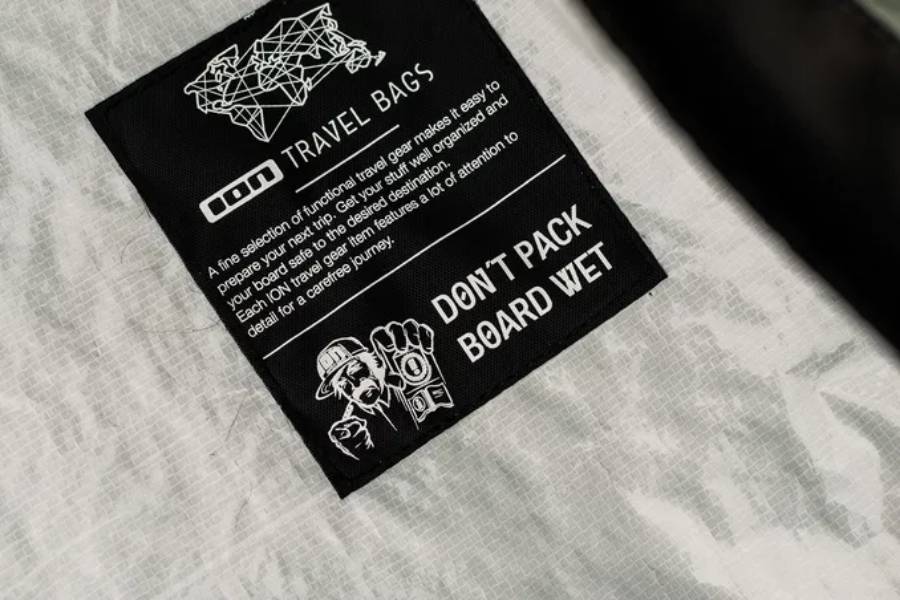 ION TRAVEL BAGS
A fine selection of functional travel gear makes it easy to
prepare your next trip. Get your stuff well organized and
your board safe to the desired destination.
Each ION travel gear item features a lot of attention to
detail for a carefree journey.
DON'T PACK
BOARD WET
ION